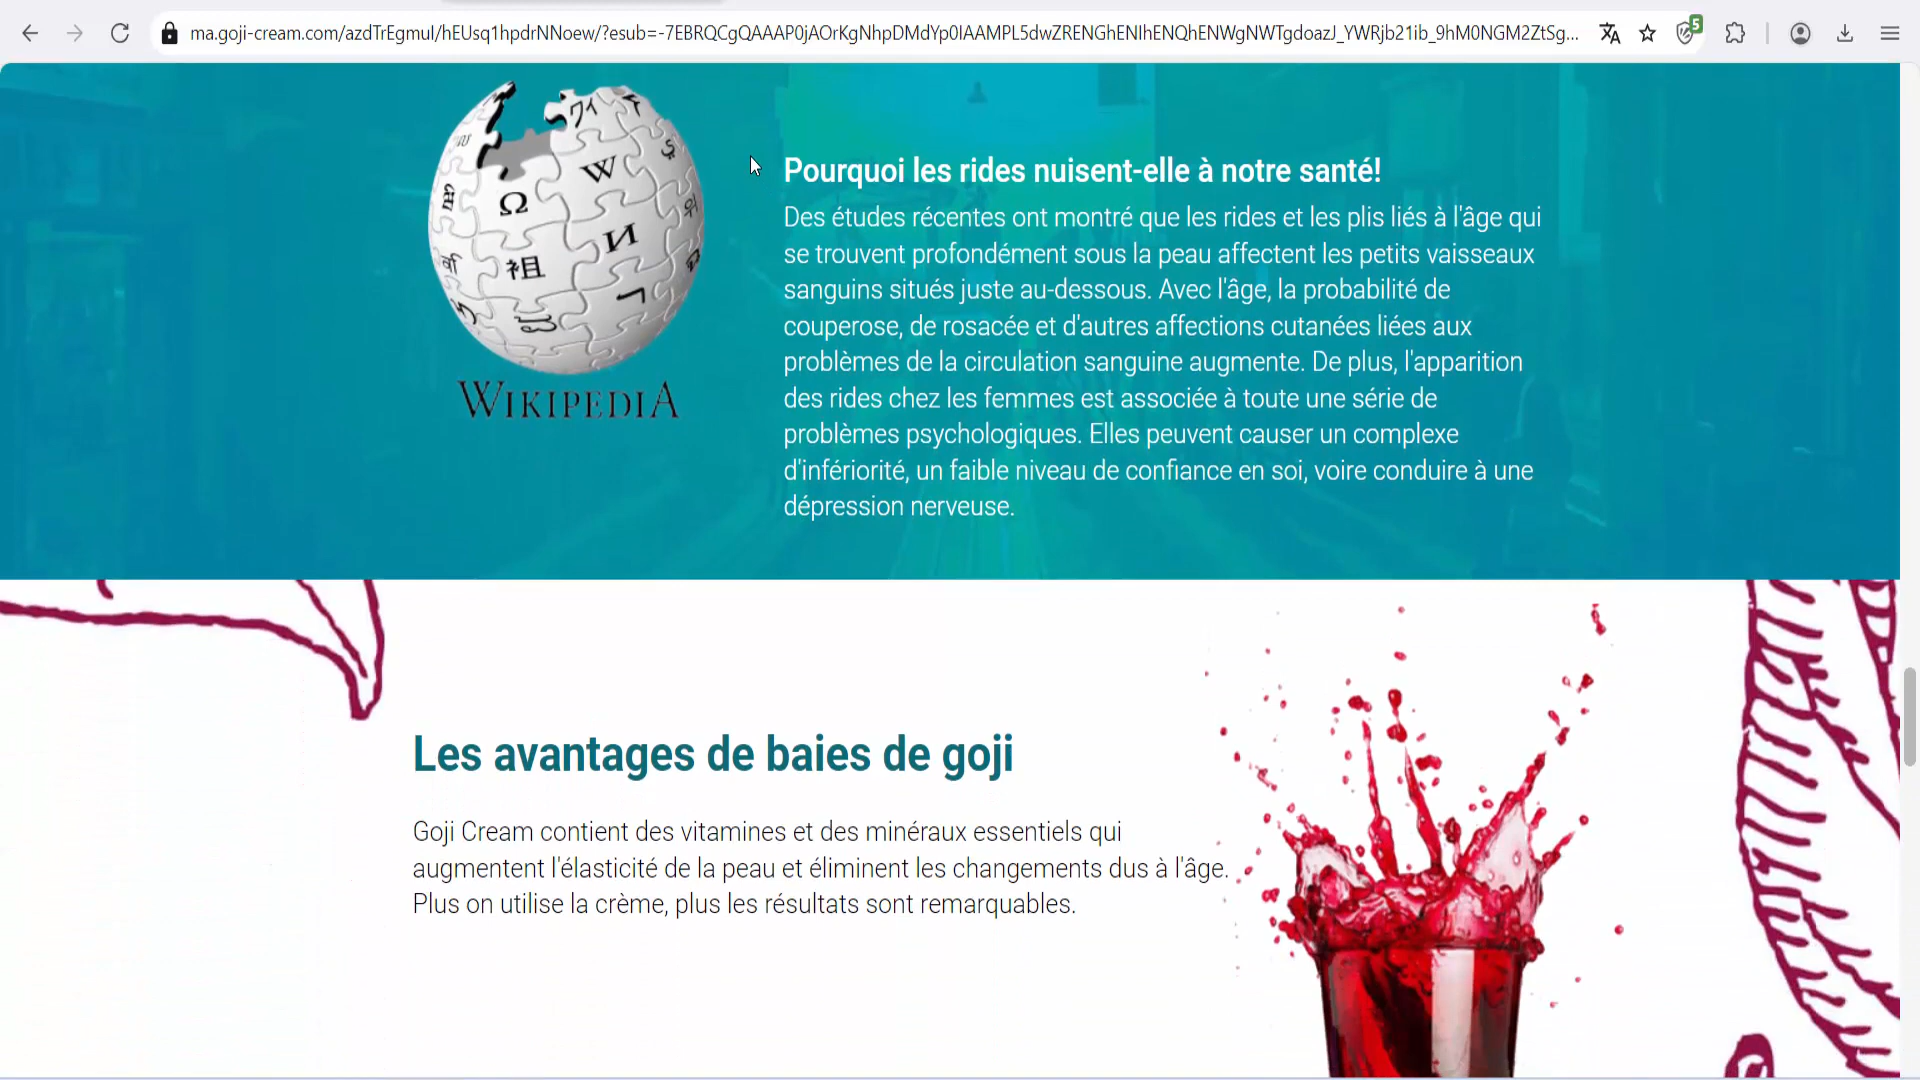 ma.goji-cream.com/azdTrEgmuI/hEUsq1hpdrNNoew/?esub=-7EBRQCgQAAAP0jAOrKgNhpDMdYp0IAAMPL5dwZRENGhENIhENQhENWgNWTgdoazJ_YWRjb21ib_9hM0NGM2ZtSg...
5
WIKIPEDIA
Ω
W
И
祖
Pourquoi les rides nuisent-elle à notre santé!
Des études récentes ont montré que les rides et les plis liés à l'âge qui
se trouvent profondément sous la peau affectent les petits vaisseaux
sanguins situés juste au-dessous. Avec l'âge, la probabilité de
couperose, de rosacée et d'autres affections cutanées liées aux
problèmes de la circulation sanguine augmente. De plus, l'apparition
des rides chez les femmes est associée à toute une série de
problèmes psychologiques. Elles peuvent causer un complexe
d'infériorité, un faible niveau de confiance en soi, voire conduire à une
dépression nerveuse.
Les avantages de baies de goji
Goji Cream contient des vitamines et des minéraux essentiels qui
augmentent l'élasticité de la peau et éliminent les changements dus à l'âge.
Plus on utilise la crème, plus les résultats sont remarquables.